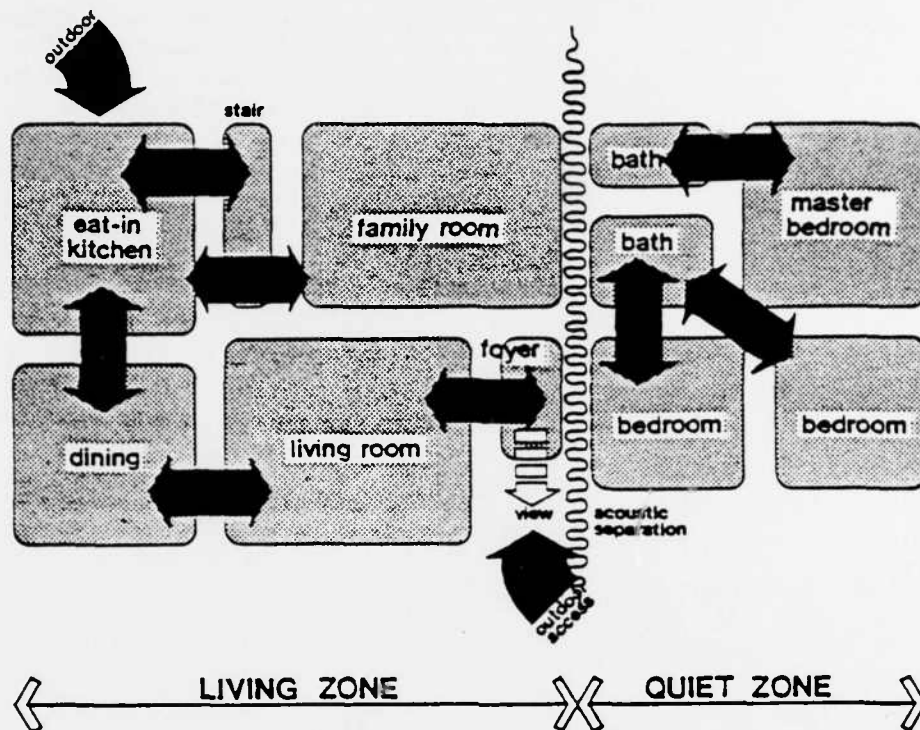 outdoor
stair
eat-in
kitchen
family room
bath
master
bedroom
bath
foyer
dining
living room
bedroom
bedroom
view
acoustic
separation
outdoor
access
LIVING ZONE
QUIET ZONE